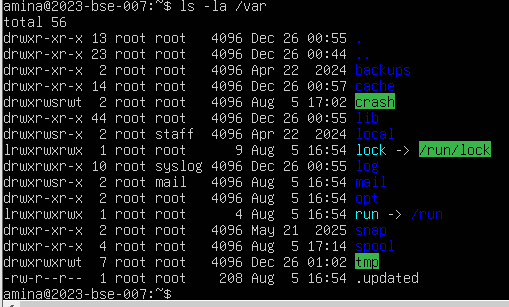 amina@2023-bse-007:~$ ls -la /var
total 56
drwxr-xr-x 13 root root   4096 Dec 26 00:55 .
drwxr-xr-x 23 root root   4096 Dec 26 00:44 ..
drwxr-xr-x  2 root root   4096 Apr 22  2024 backups
drwxr-xr-x 14 root root   4096 Dec 26 00:57 cache
drwxrwsrwt  2 root root   4096 Aug  5 17:02 crash
drwxr-xr-x 44 root root   4096 Dec 26 00:55 lib
drwxrwsr-x  2 root staff  4096 Apr 22  2024 local
lrwxrwxrwx  1 root root      9 Aug  5 16:54 lock -> /run/lock
drwxrwxr-x 10 root syslog 4096 Dec 26 00:55 log
drwxrwsr-x  2 root mail   4096 Aug  5 16:54 mail
drwxr-xr-x  2 root root   4096 Aug  5 16:54 opt
lrwxrwxrwx  1 root root      4 Aug  5 16:54 run -> /run
drwxr-xr-x  2 root root   4096 May 21  2025 snap
drwxr-xr-x  4 root root   4096 Aug  5 17:14 spool
drwxrwxrwt  7 root root   4096 Dec 26 01:02 tmp
-rw-r--r--  1 root root    208 Aug  5 16:54 .updated
amina@2023-bse-007:~$